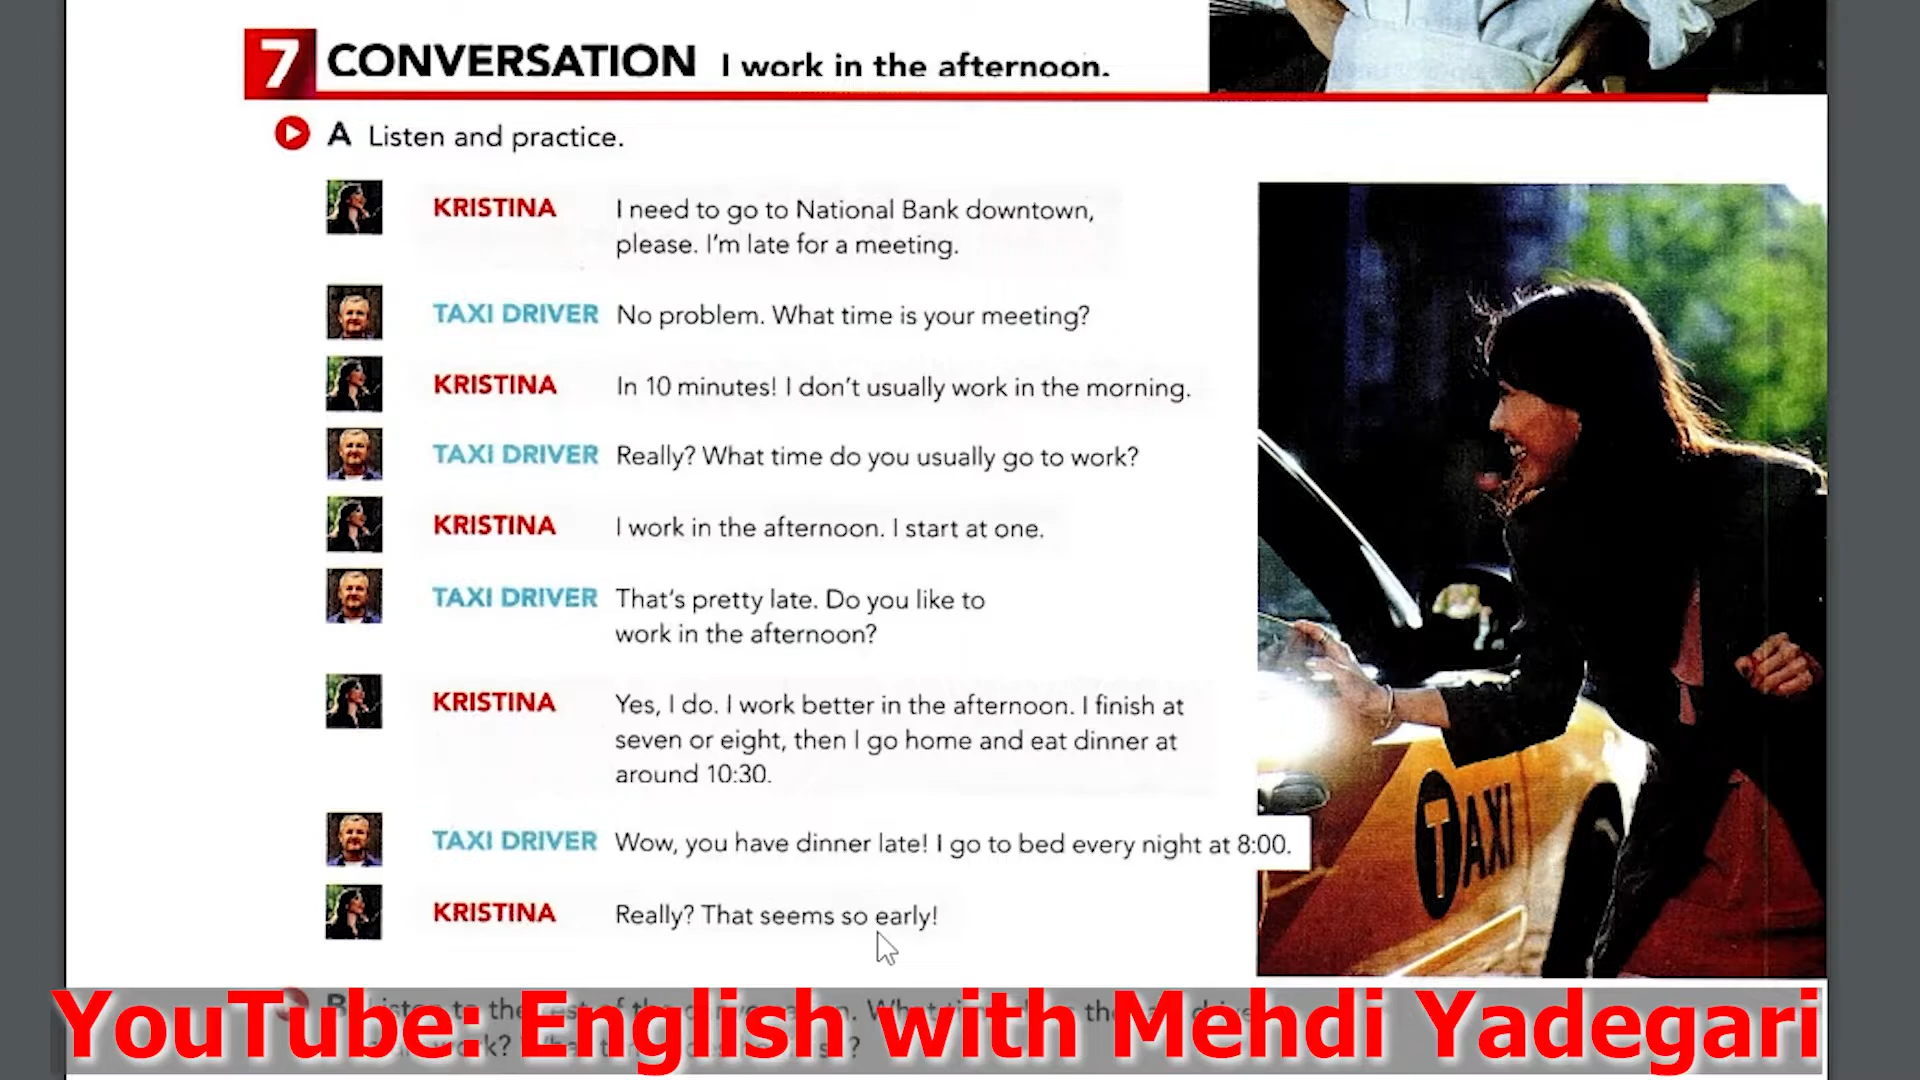 7 CONVERSATION I work in the afternoon.
A Listen and practice.
KRISTINA I need to go to National Bank downtown,
please. I'm late for a meeting.
TAXI DRIVER No problem. What time is your meeting?
KRISTINA In 10 minutes! I don't usually work in the morning.
TAXI DRIVER Really? What time do you usually go to work?
KRISTINA I work in the afternoon. I start at one.
TAXI DRIVER That's pretty late. Do you like to
work in the afternoon?
KRISTINA Yes, I do. I work better in the afternoon. I finish at
seven or eight, then I go home and eat dinner at
around 10:30.
TAXI DRIVER Wow, you have dinner late! I go to bed every night at 8:00.
KRISTINA Really? That seems so early!
TAXI
YouTube: English with Mehdi Yadegari